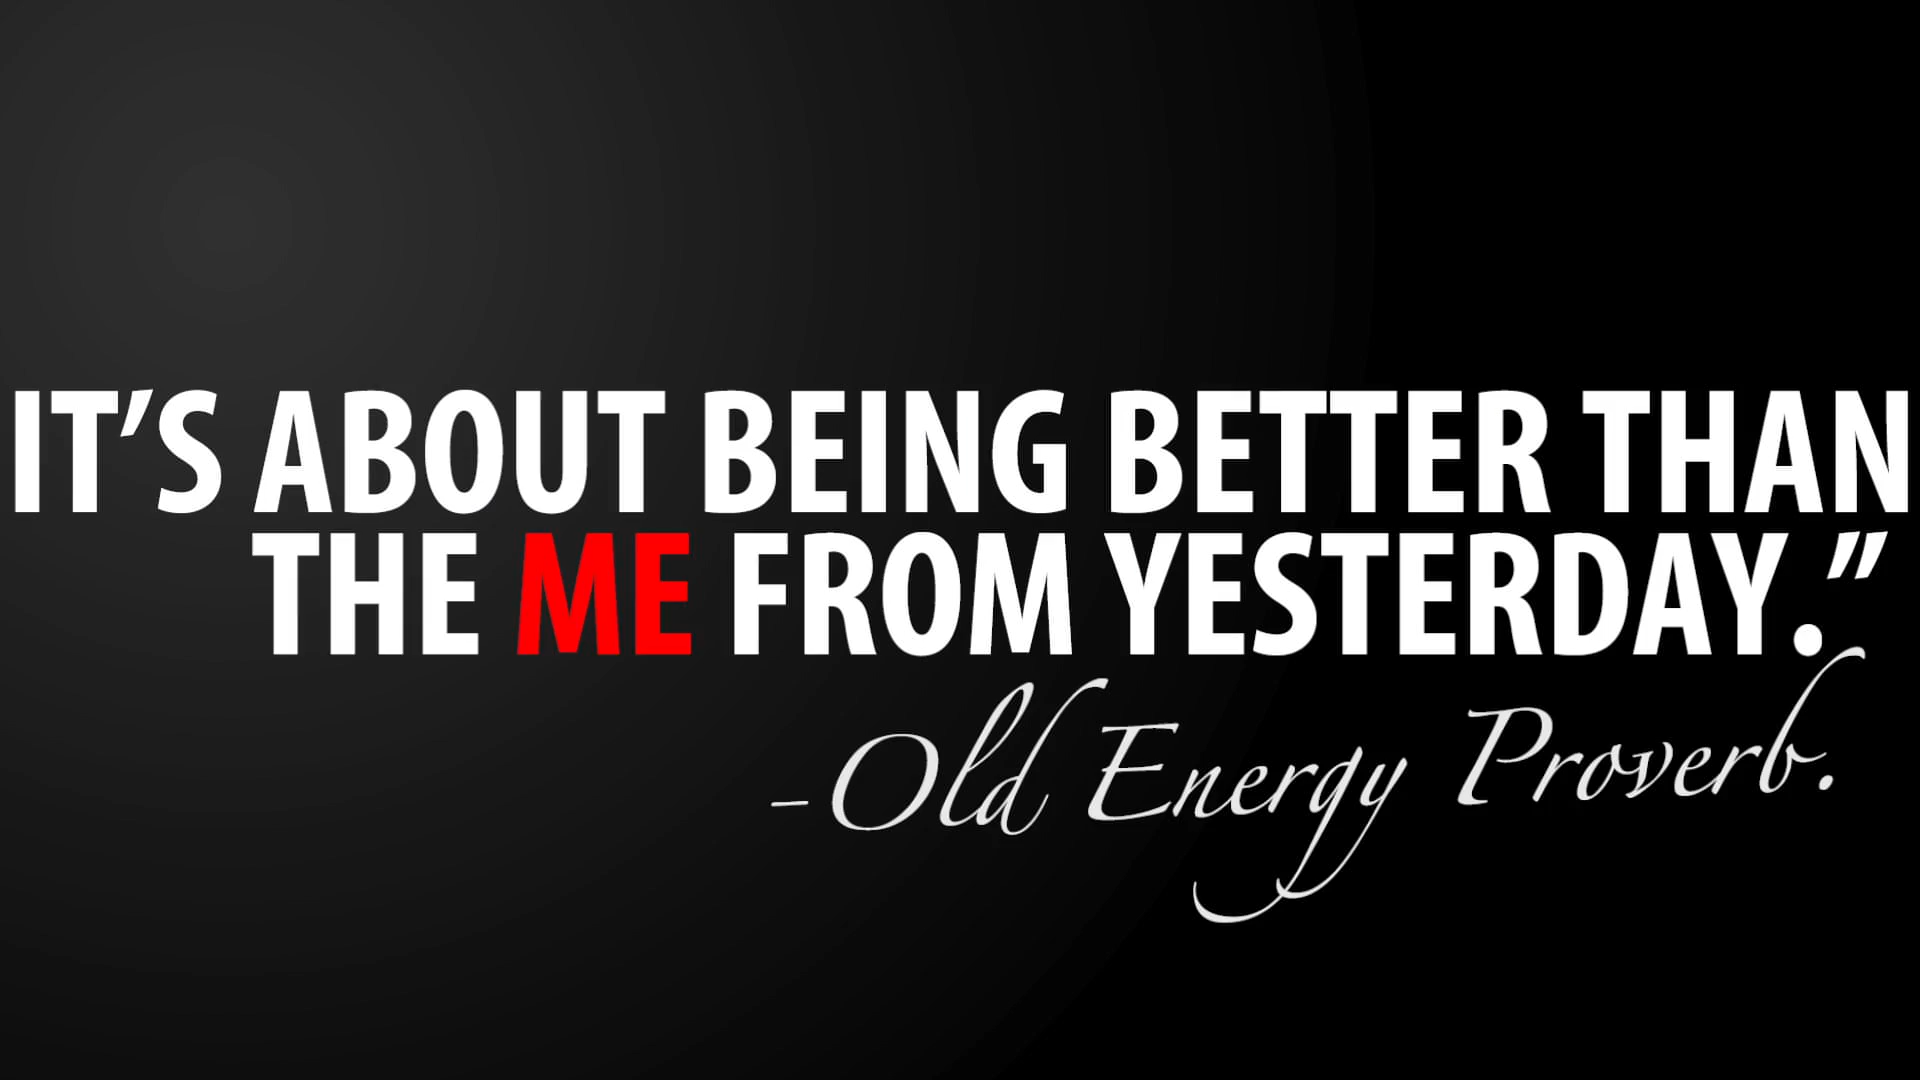 IT’S ABOUT BEING BETTER THAN
THE ME FROM YESTERDAY.”
-Old Energy Proverb.